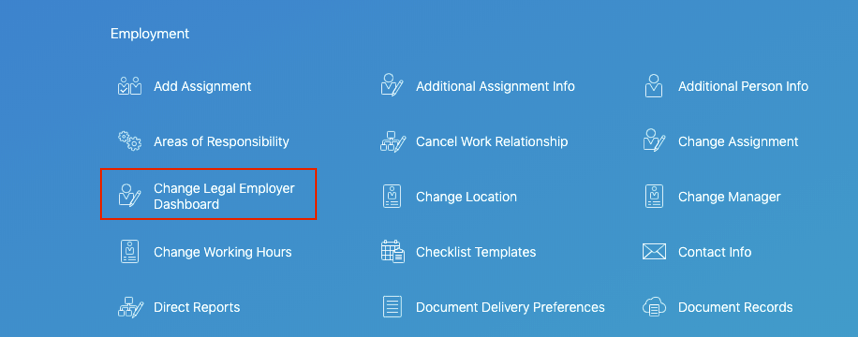 Employment
Add Assignment
Additional Assignment Info
Additional Person Info
Areas of Responsibility
Cancel Work Relationship
Change Assignment
Change Legal Employer
Dashboard
Change Location
Change Manager
Change Working Hours
Checklist Templates
Contact Info
Direct Reports
Document Delivery Preferences
Document Records